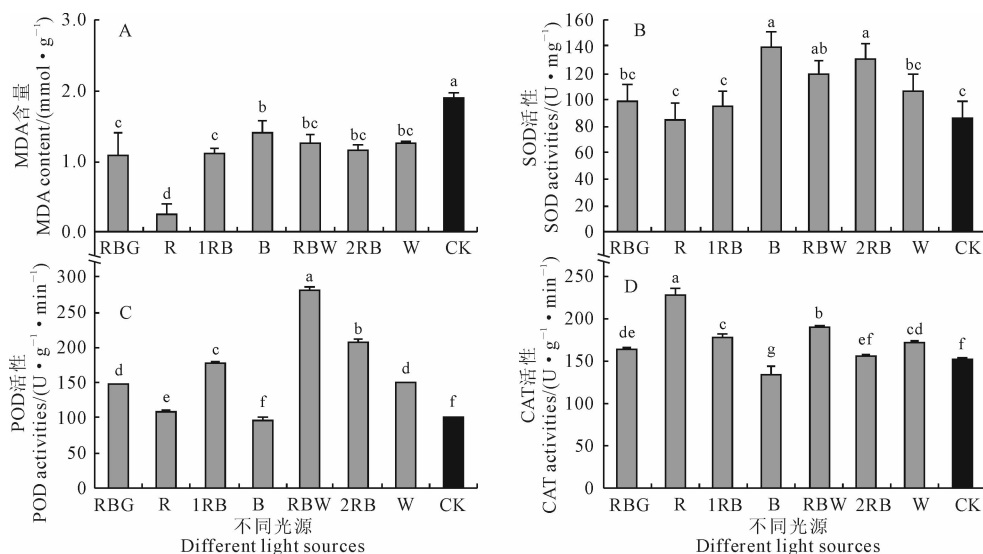 A
MDA含量
MDA content/(mmol·g⁻¹)
3.0
2.0
1.0
0.0
c
d
c
b
bc
bc
bc
a
RBG R 1RB B RBW 2RB W CK
B
SOD活性
SOD activities/(U·mg⁻¹)
160
140
120
100
80
60
40
20
0
bc
c
c
a
ab
a
bc
c
RBG R 1RB B RBW 2RB W CK
C
POD活性
POD activities/(U·g⁻¹·min⁻¹)
300
250
200
150
100
50
0
d
e
c
f
a
b
d
f
RBG R 1RB B RBW 2RB W CK
不同光源
Different light sources
D
CAT活性
CAT activities/(U·g⁻¹·min⁻¹)
250
200
150
100
50
0
de
a
c
g
b
ef
cd
f
RBG R 1RB B RBW 2RB W CK
不同光源
Different light sources